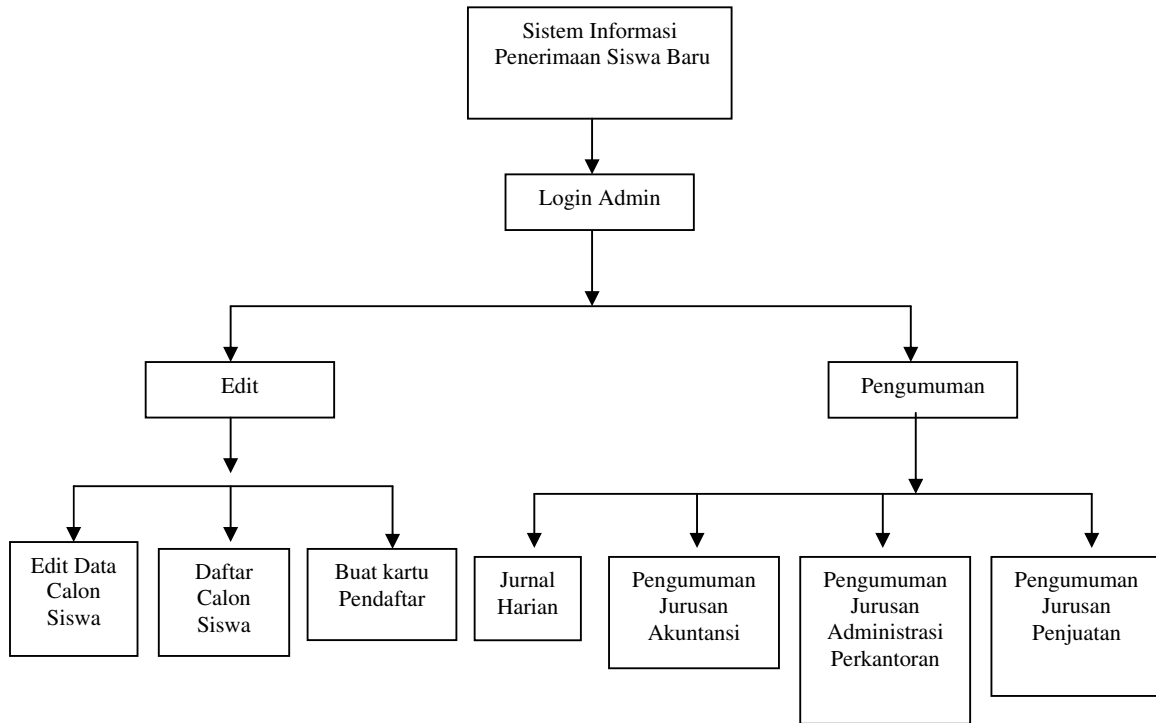 Sistem Informasi
Penerimaan Siswa Baru
Login Admin
Edit
Pengumuman
Edit Data
Calon
Siswa
Daftar
Calon
Siswa
Buat kartu
Pendaftar
Jurnal
Harian
Pengumuman
Jurusan
Akuntansi
Pengumuman
Jurusan
Administrasi
Perkantoran
Pengumuman
Jurusan
Penjuatan